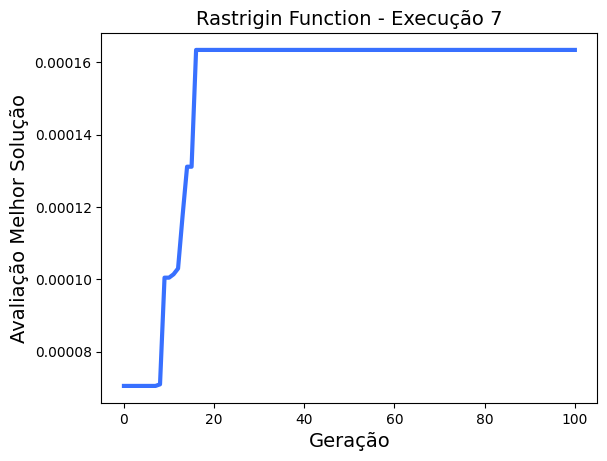 Rastrigin Function - Execução 7
Avaliação Melhor Solução
0.00016
0.00014
0.00012
0.00010
0.00008
0 20 40 60 80 100
Geração